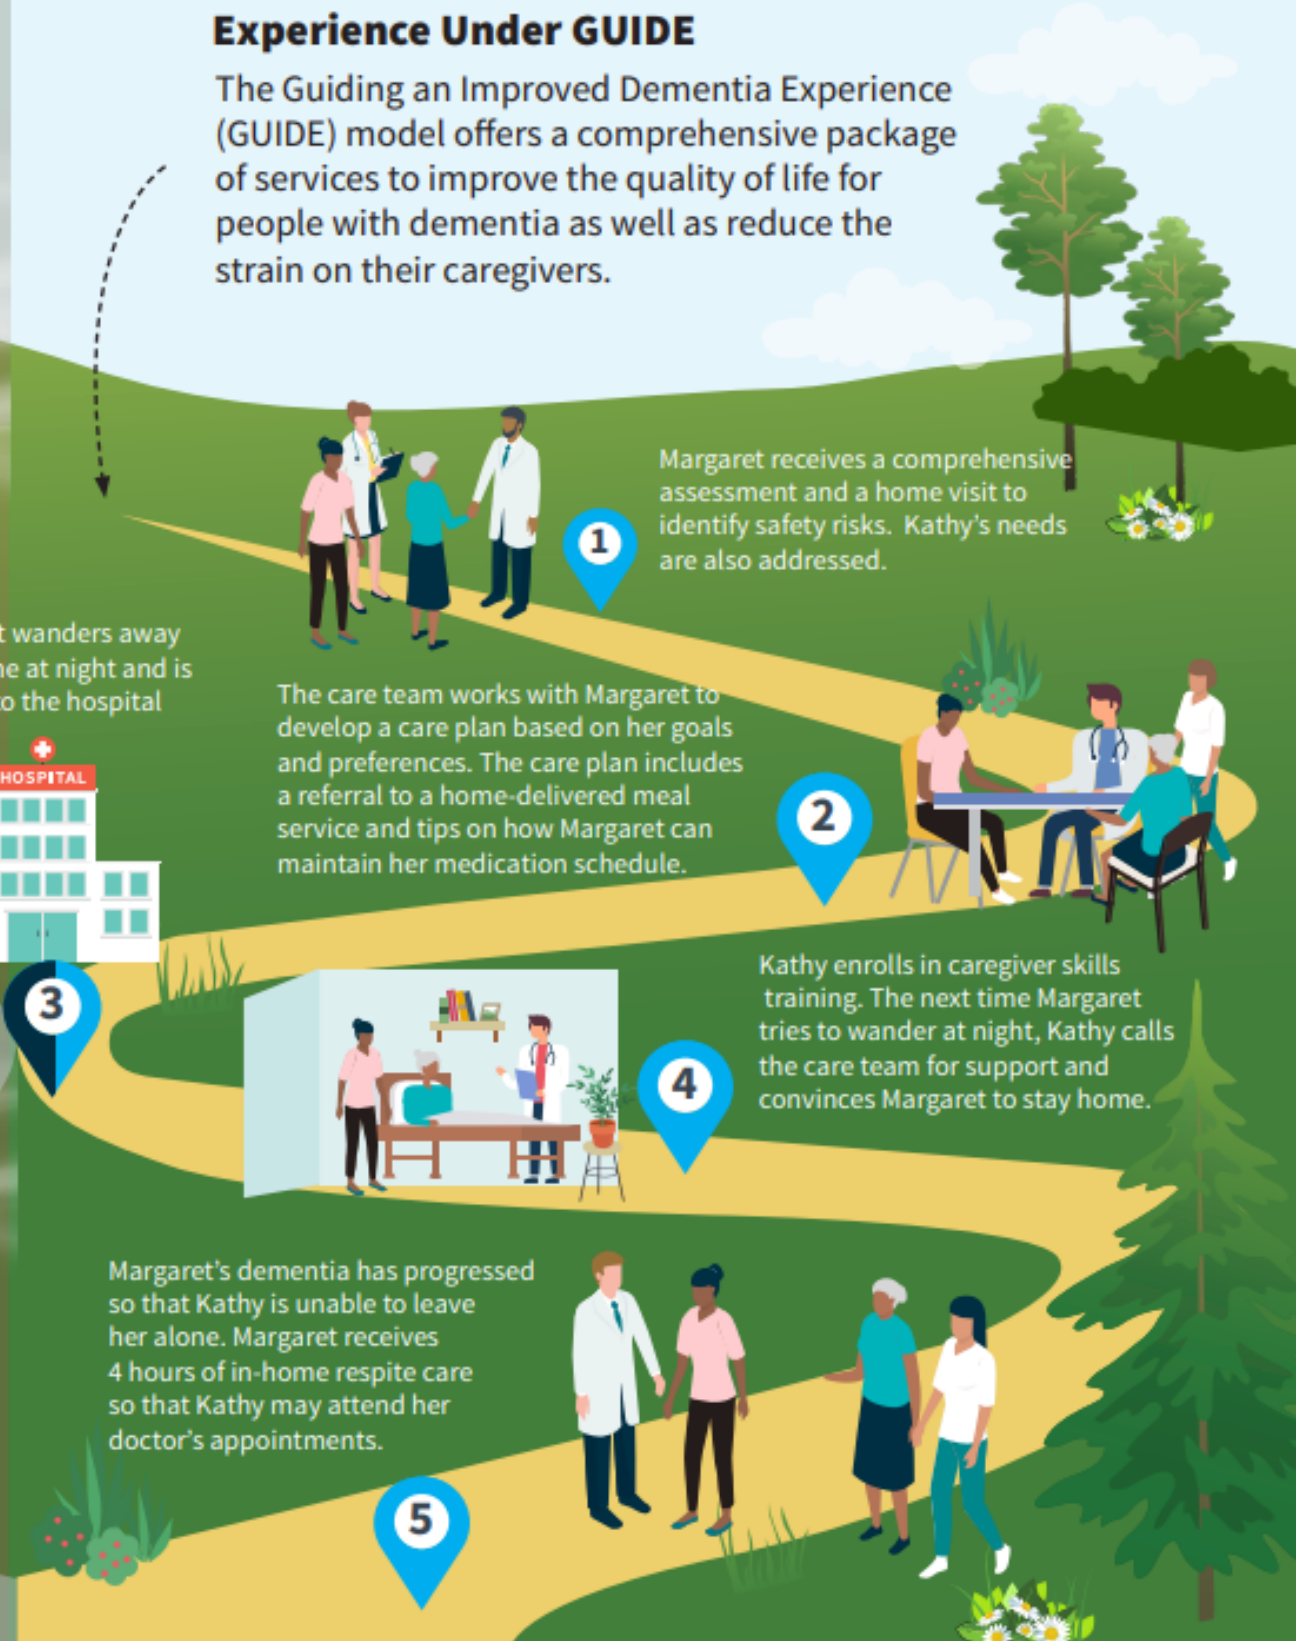 Experience Under GUIDE
The Guiding an Improved Dementia Experience
(GUIDE) model offers a comprehensive package
of services to improve the quality of life for
people with dementia as well as reduce the
strain on their caregivers.
1
Margaret receives a comprehensive
assessment and a home visit to
identify safety risks.  Kathy's needs
are also addressed.
2
The care team works with Margaret to
develop a care plan based on her goals
and preferences. The care plan includes
a referral to a home-delivered meal
service and tips on how Margaret can
maintain her medication schedule.
wanders away
at night and is
the hospital
HOSPITAL
3
4
Kathy enrolls in caregiver skills
training. The next time Margaret
tries to wander at night, Kathy calls
the care team for support and
convinces Margaret to stay home.
Margaret's dementia has progressed
so that Kathy is unable to leave
her alone. Margaret receives
4 hours of in-home respite care
so that Kathy may attend her
doctor's appointments.
5